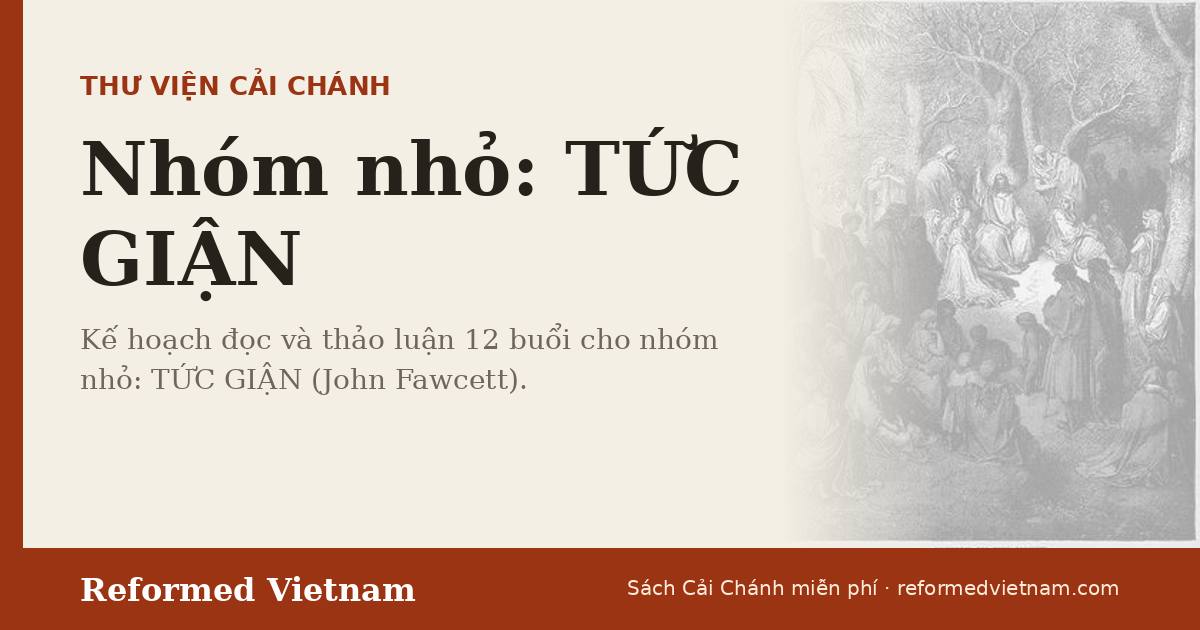 THƯ VIỆN CẢI CHÁNH
Nhóm nhỏ: TỨC
GIẬN
Kế hoạch đọc và thảo luận 12 buổi cho nhóm
nhỏ: TỨC GIẬN (John Fawcett).
Reformed Vietnam
Sách Cải Chánh miễn phí · reformedvietnam.com